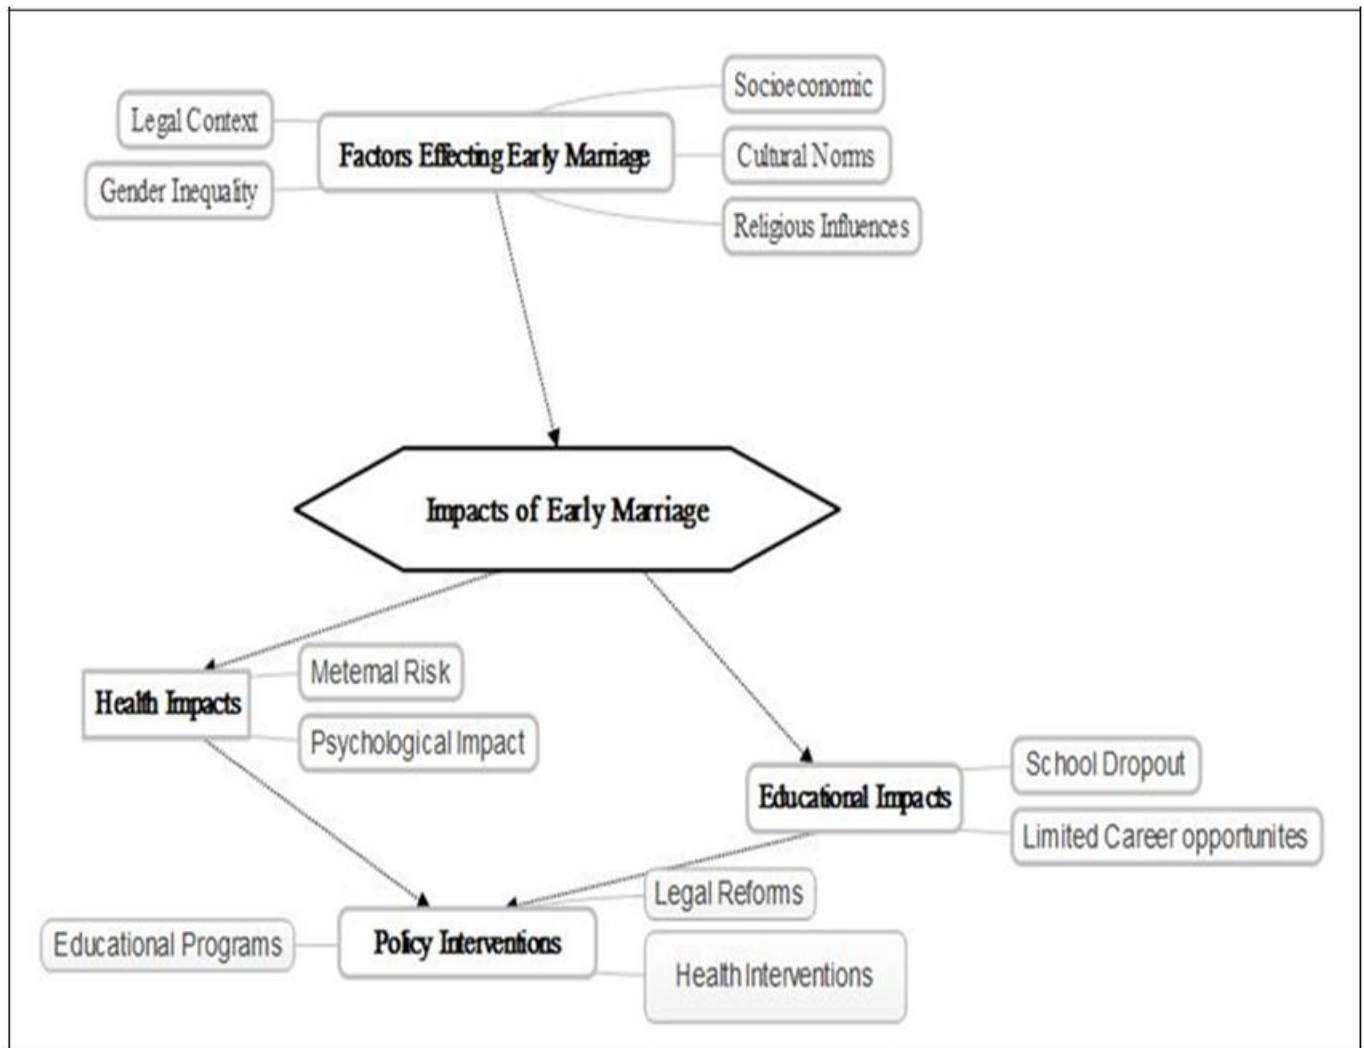 Socioeconomic
Legal Context
Factors Effecting Early Marriage
Cultural Norms
Gender Inequality
Religious Influences
Impacts of Early Marriage
Meternal Risk
Health Impacts
Psychological Impact
School Dropout
Educational Impacts
Limited Career opportunites
Legal Reforms
Educational Programs
Policy Interventions
Health Interventions